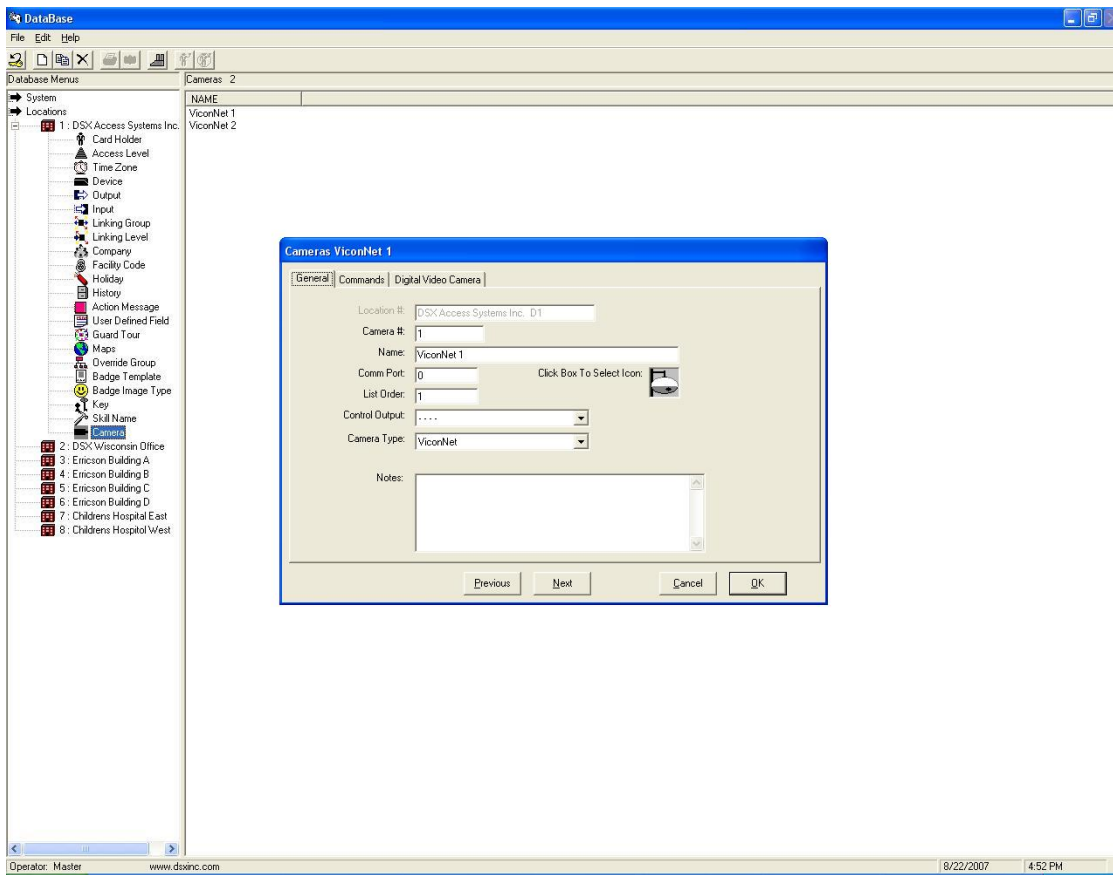 DataBase
File Edit Help
Database Menus
Cameras 2
System
Locations
1 : DSX Access Systems Inc.
Card Holder
Access Level
Time Zone
Device
Output
Input
Linking Group
Linking Level
Company
Facility Code
Holiday
History
Action Message
User Defined Field
Guard Tour
Maps
Override Group
Badge Template
Badge Image Type
Key
Skill Name
Camera
2 : DSX Wisconsin Office
3 : Erricson Building A
4 : Erricson Building B
5 : Erricson Building C
6 : Erricson Building D
7 : Childrens Hospital East
8 : Childrens Hospitol West
NAME
ViconNet 1
ViconNet 2
Cameras ViconNet 1
General Commands Digital Video Camera
Location #: DSX Access Systems Inc. D1
Camera #: 1
Name: ViconNet 1
Comm Port: 0 Click Box To Select Icon:
List Order: 1
Control Output: ----
Camera Type: ViconNet
Notes:
Previous Next Cancel OK
Operator: Master www.dsxinc.com 8/22/2007 4:52 PM